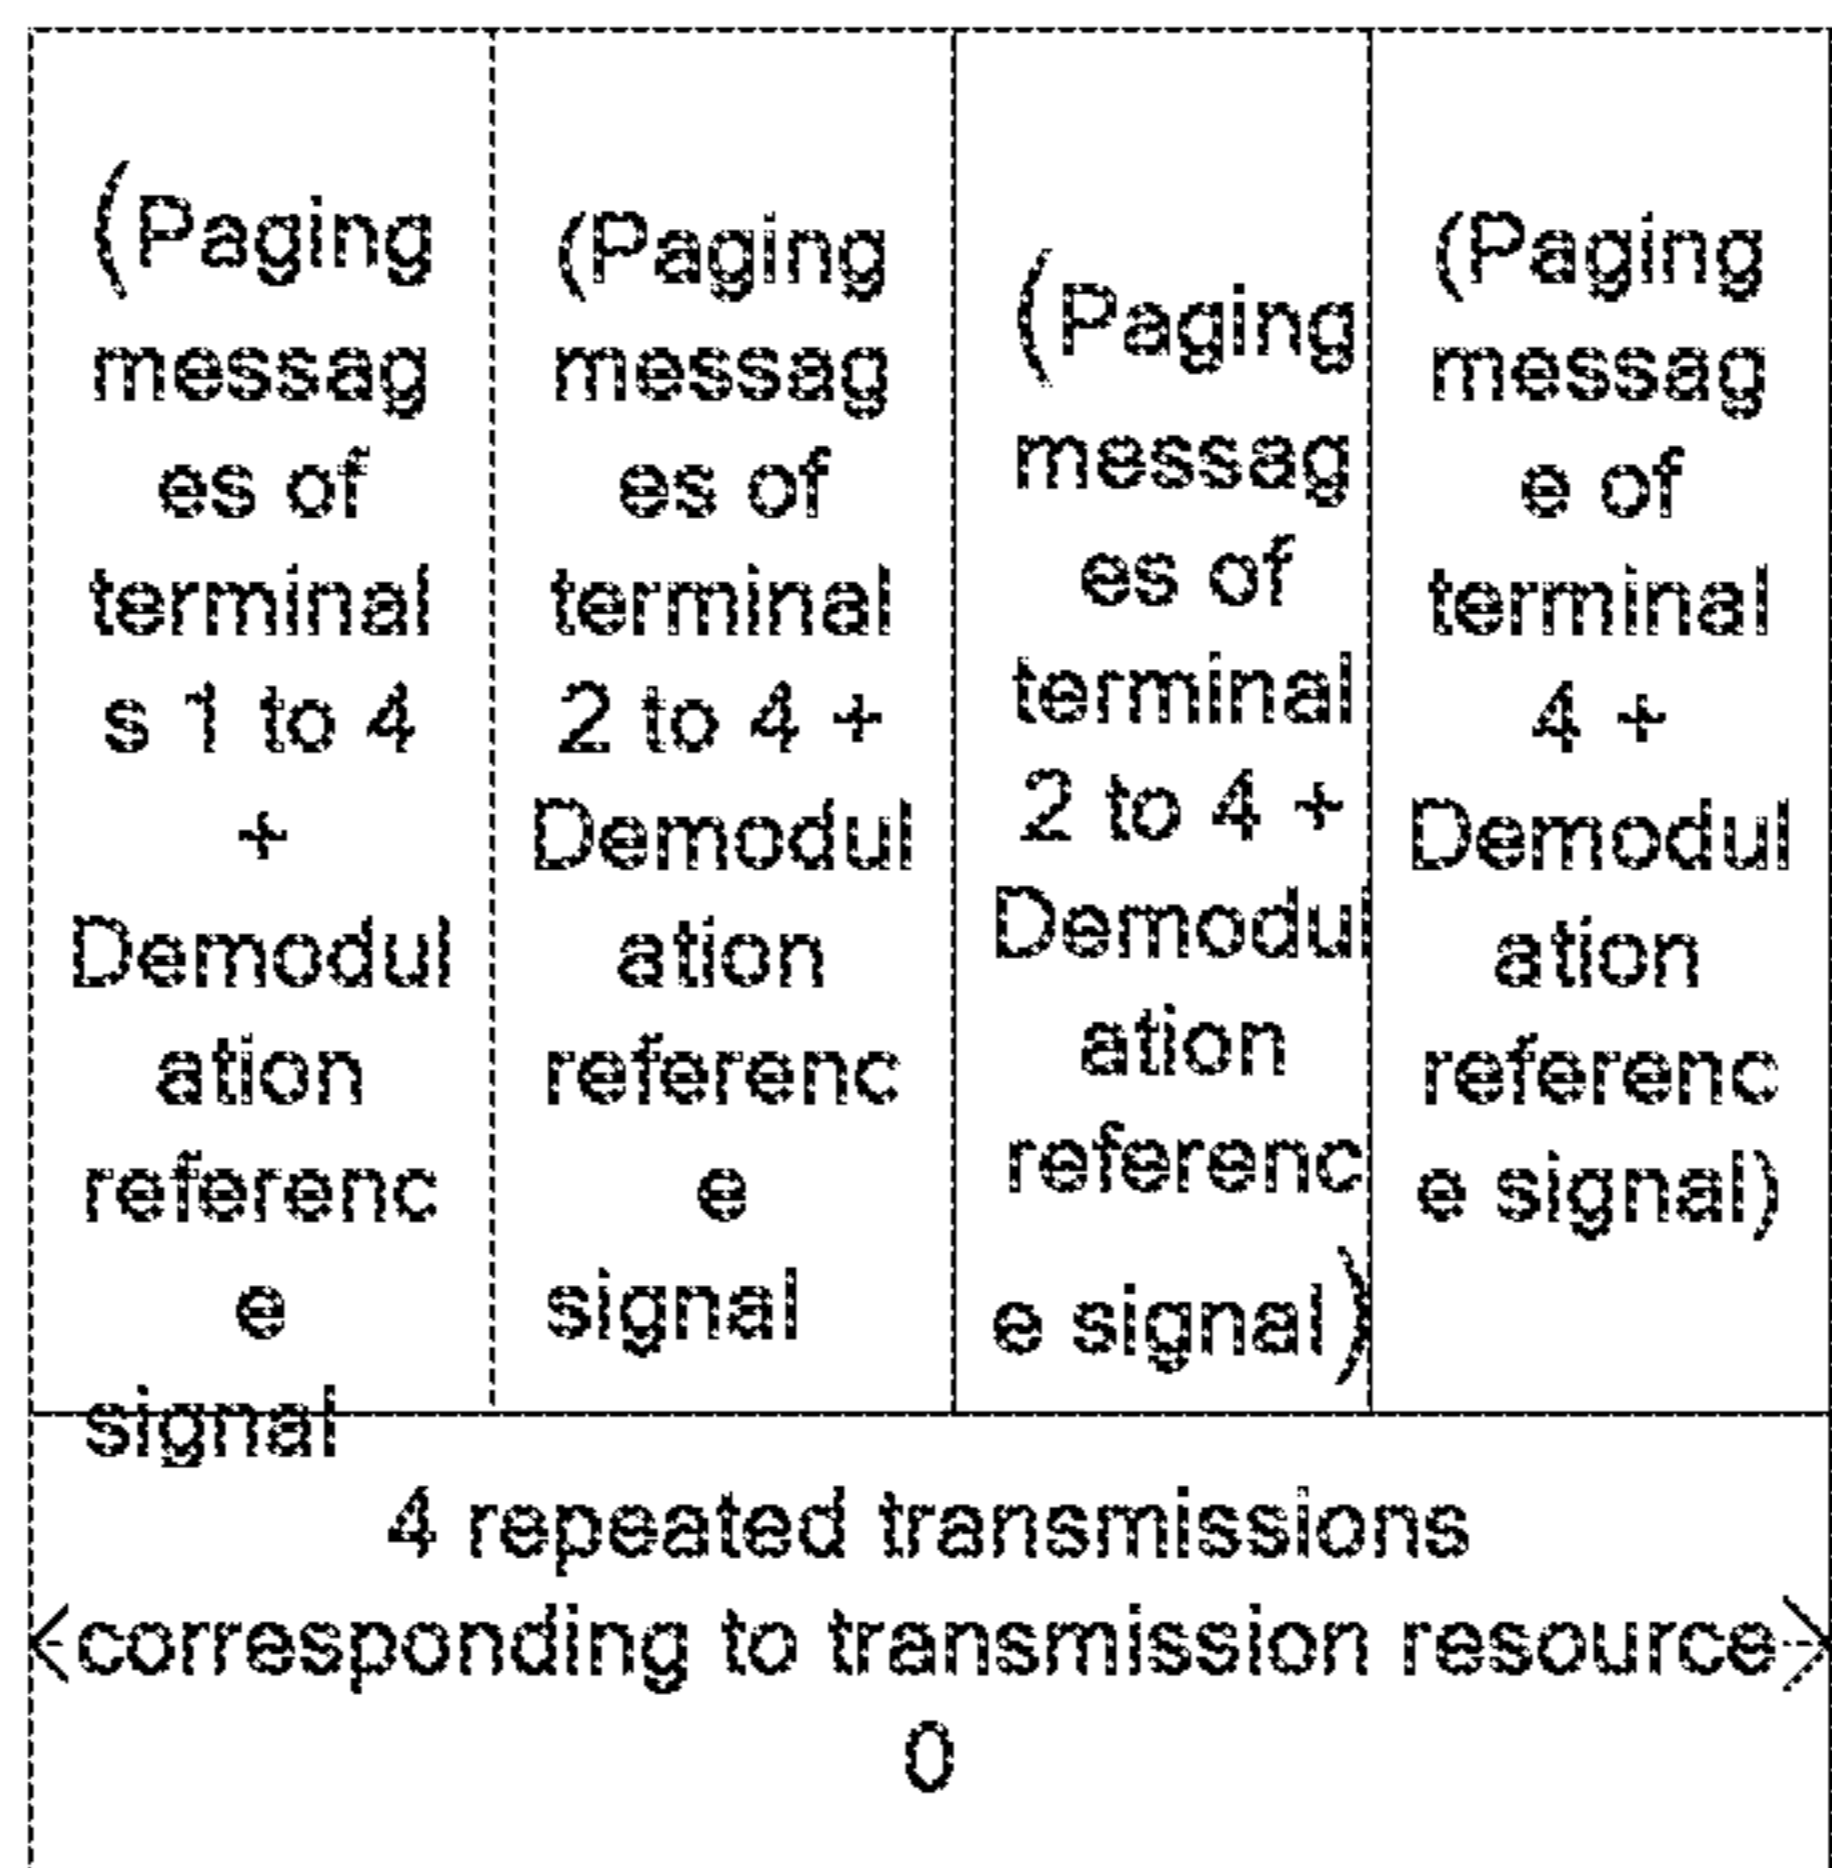 (Paging
messag
es of
terminal
s 1 to 4
+
Demodul
ation
referenc
e
signal
(Paging
messag
es of
terminal
2 to 4 +
Demodul
ation
referenc
e
signal
(Paging
messag
es of
terminal
2 to 4 +
Demodul
ation
referenc
e signal)
(Paging
messag
e of
terminal
4 +
Demodul
ation
referenc
e signal)
4 repeated transmissions
corresponding to transmission resource
0